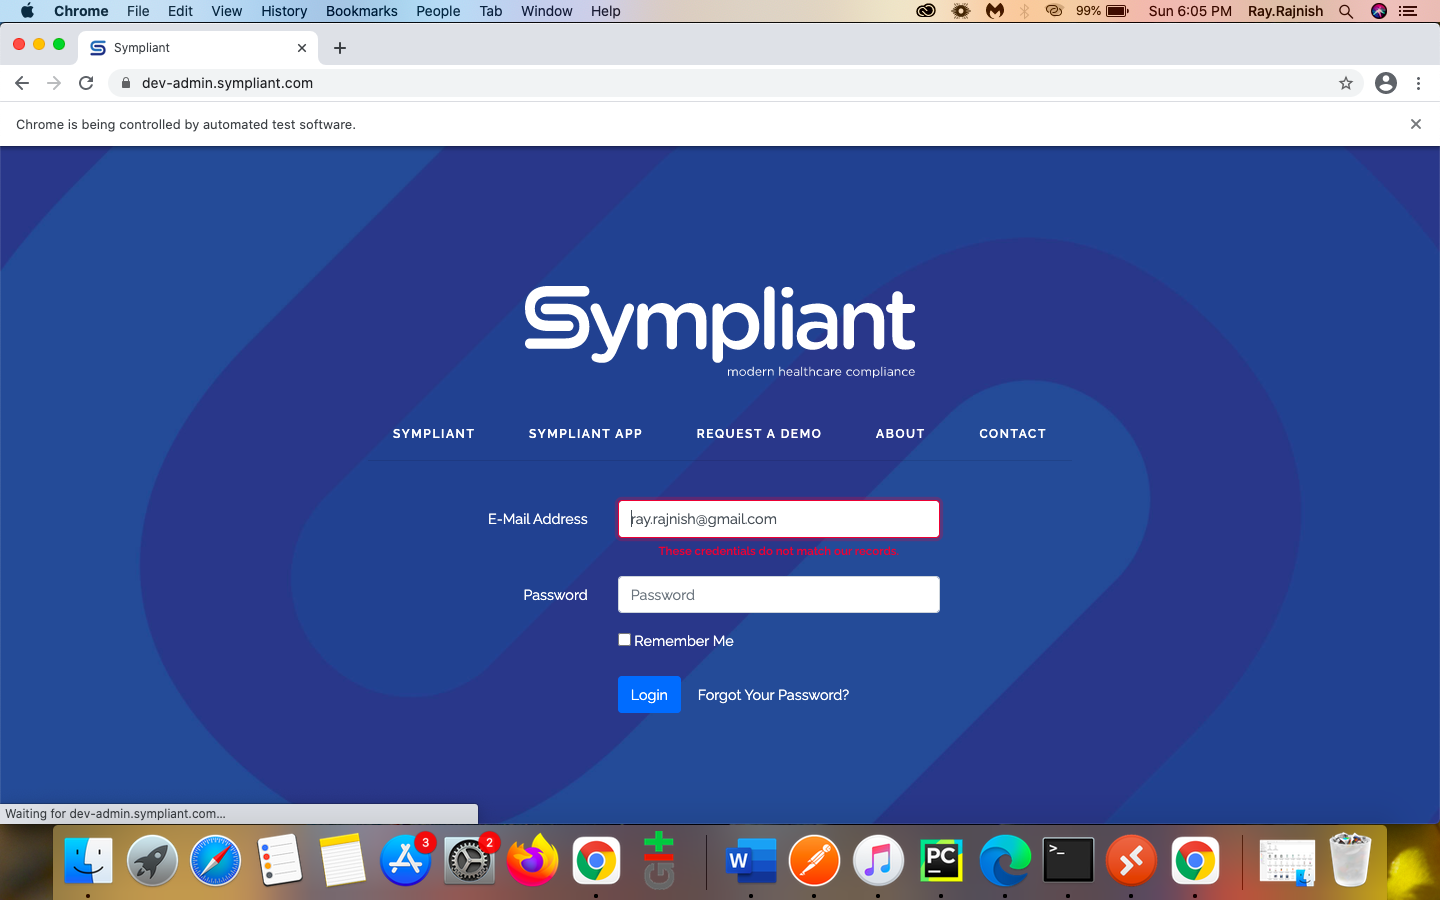 Chrome File Edit View History Bookmarks People Tab Window Help 99% Sun 6:05 PM Ray.Rajnish
Sympliant
dev-admin.sympliant.com
Chrome is being controlled by automated test software.
Sympliant
modern healthcare compliance
SYMPLIANT SYMPLIANT APP REQUEST A DEMO ABOUT CONTACT
E-Mail Address ray.rajnish@gmail.com
These credentials do not match our records
Password Password
Remember Me
Login Forgot Your Password?
Waiting for dev-admin.sympliant.com...
3 2 Git W PC >_